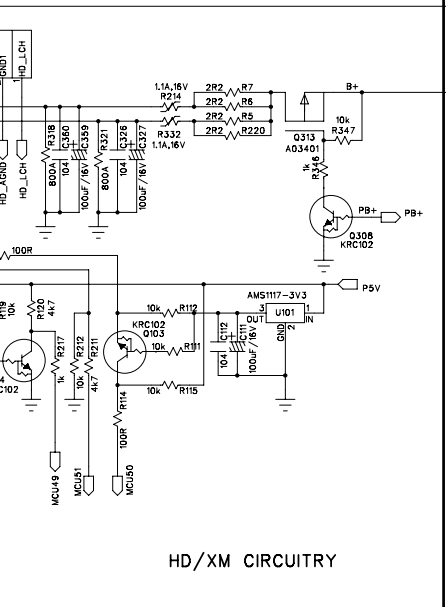 GND1
HD_LCH
1.1A,16V
R214
2R2 R7
2R2 R6
2R2 R5
2R2 R220
R332
1.1A,16V
B+
Q313
AO3401
10k
R347
1k
R346
R318
800A
C360
104
C359
100uF/16V
R321
800A
C326
104
C327
100uF/16V
HD_AGND
HD_LCH
PB+
PB+
Q308
KRC102
100R
P5V
R119
10k
R120
4k7
R217
1k
R212
10k
R211
4k7
KRC102
Q103
10k R112
10k R111
10k R115
R114
100R
C112
104
C111
100uF/16V
AMS1117-3V3
3
OUT
U101
1
IN
GND
2
4
C102
MCU49
MCU51
MCU50
HD/XM CIRCUITRY